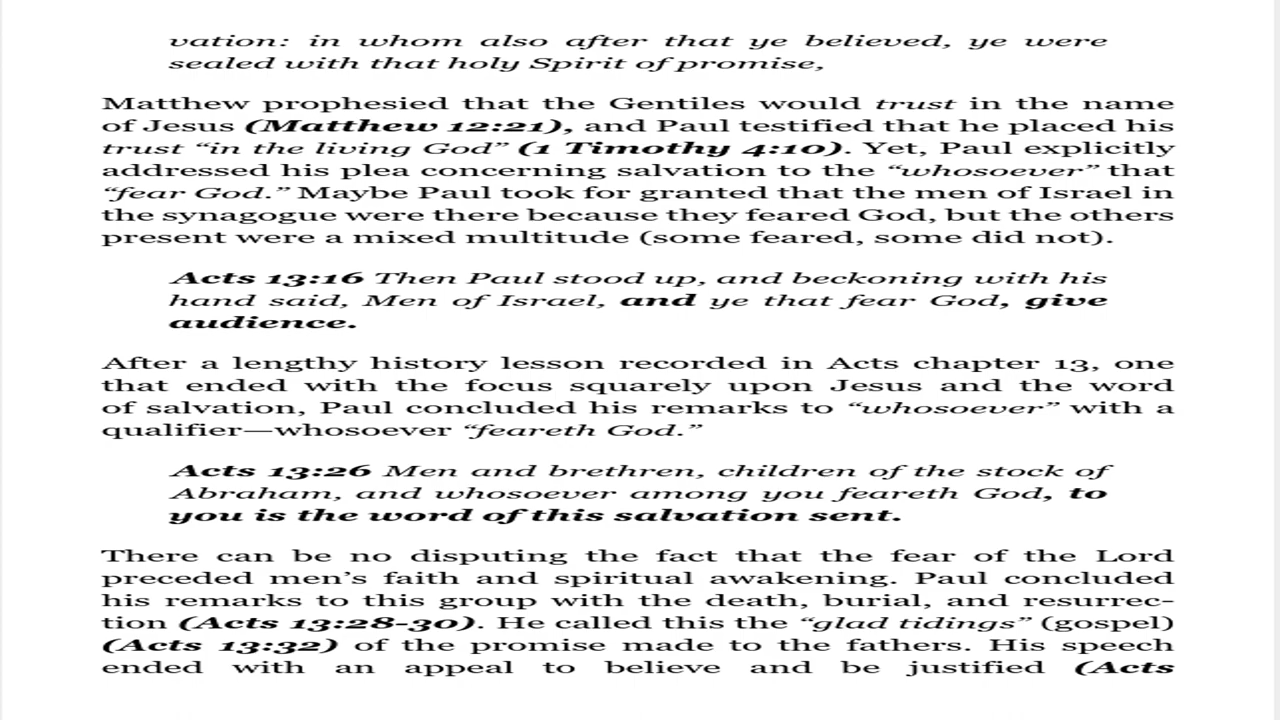 vation: in whom also after that ye believed, ye were
sealed with that holy Spirit of promise,
Matthew prophesied that the Gentiles would trust in the name
of Jesus (Matthew 12:21), and Paul testified that he placed his
trust “in the living God” (1 Timothy 4:10). Yet, Paul explicitly
addressed his plea concerning salvation to the “whosoever” that
“fear God.” Maybe Paul took for granted that the men of Israel in
the synagogue were there because they feared God, but the others
present were a mixed multitude (some feared, some did not).
Acts 13:16 Then Paul stood up, and beckoning with his
hand said, Men of Israel, and ye that fear God, give
audience.
After a lengthy history lesson recorded in Acts chapter 13, one
that ended with the focus squarely upon Jesus and the word
of salvation, Paul concluded his remarks to “whosoever” with a
qualifier—whosoever “feareth God.”
Acts 13:26 Men and brethren, children of the stock of
Abraham, and whosoever among you feareth God, to
you is the word of this salvation sent.
There can be no disputing the fact that the fear of the Lord
preceded men’s faith and spiritual awakening. Paul concluded
his remarks to this group with the death, burial, and resurrec-
tion (Acts 13:28-30). He called this the “glad tidings” (gospel)
(Acts 13:32) of the promise made to the fathers. His speech
ended with an appeal to believe and be justified (Acts